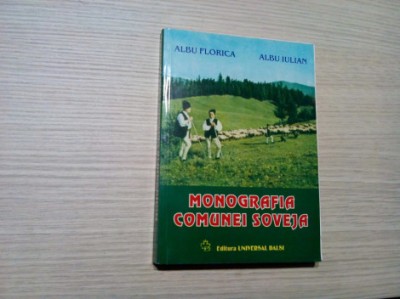 ALBU FLORICA ALBU IULIAN
MONOGRAFIA
COMUNEI SOVEJA
Editura UNIVERSAL DALSI